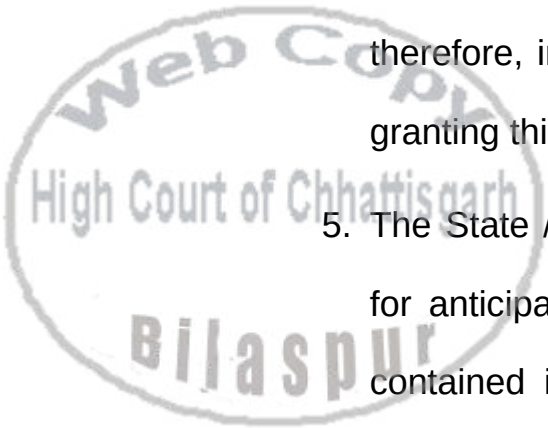 Web Copy
therefore, i
granting thi
High Court of Chhattisgarh
5. The State
for anticipa
Bilaspur
contained i